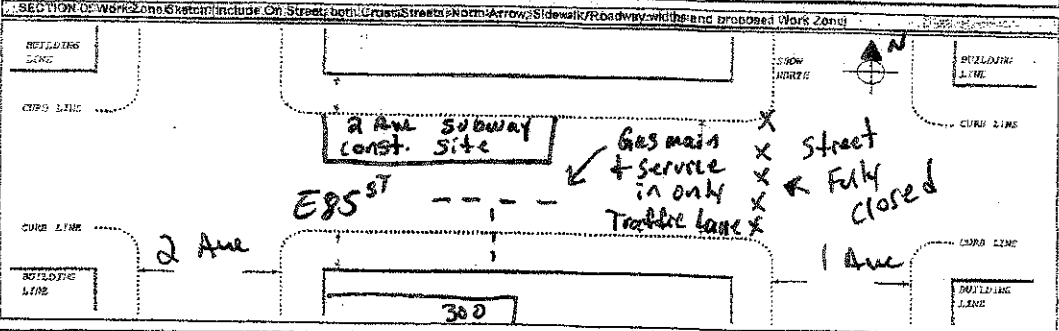 SECTION D: Work Zone Sketch (Include On Street, both Cross Streets, North Arrow, Sidewalk/Roadway widths and proposed Work Zone)
BUILDING
LINE
SHOW
NORTH
N
BUILDING
LINE
CURB LINE
CURB LINE
2 Ave Subway
const. site
Gas main
+ service
in only
Traffic Lane
X
X
X
X
X
Street
Fully
Closed
E85 ST
CURB LINE
CURB LINE
2 Ave
1 Ave
BUILDING
LINE
BUILDING
LINE
300